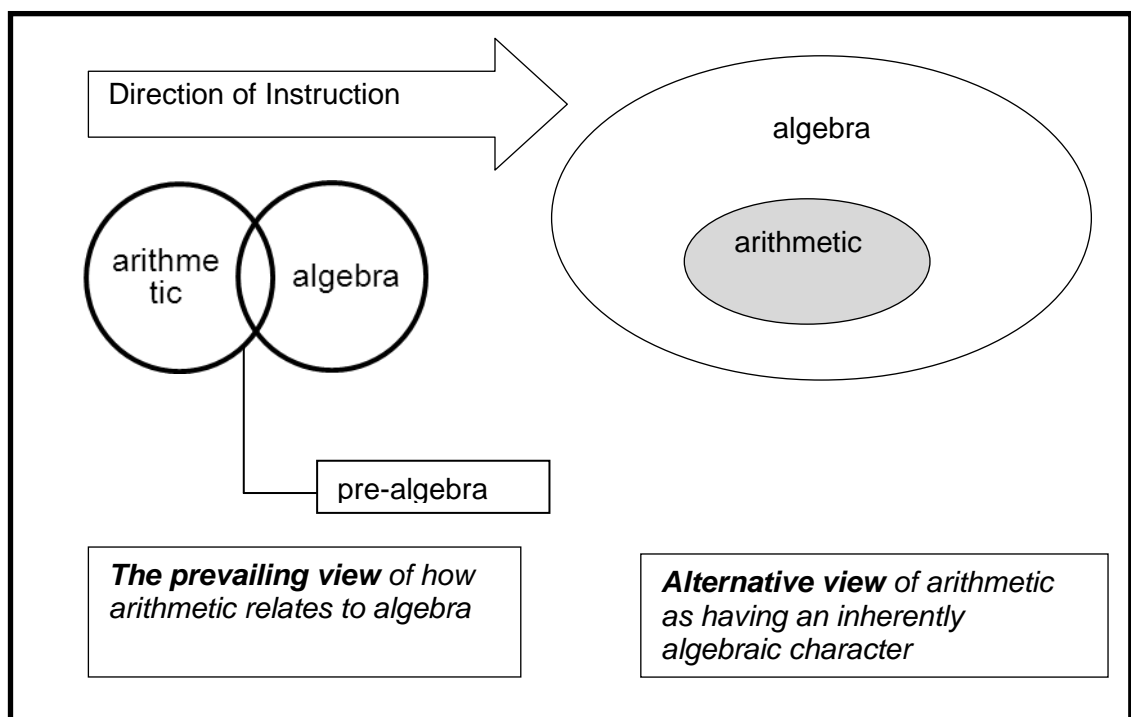 Direction of Instruction
algebra
arithmetic
arithme
tic
algebra
pre-algebra
The prevailing view of how
arithmetic relates to algebra
Alternative view of arithmetic
as having an inherently
algebraic character